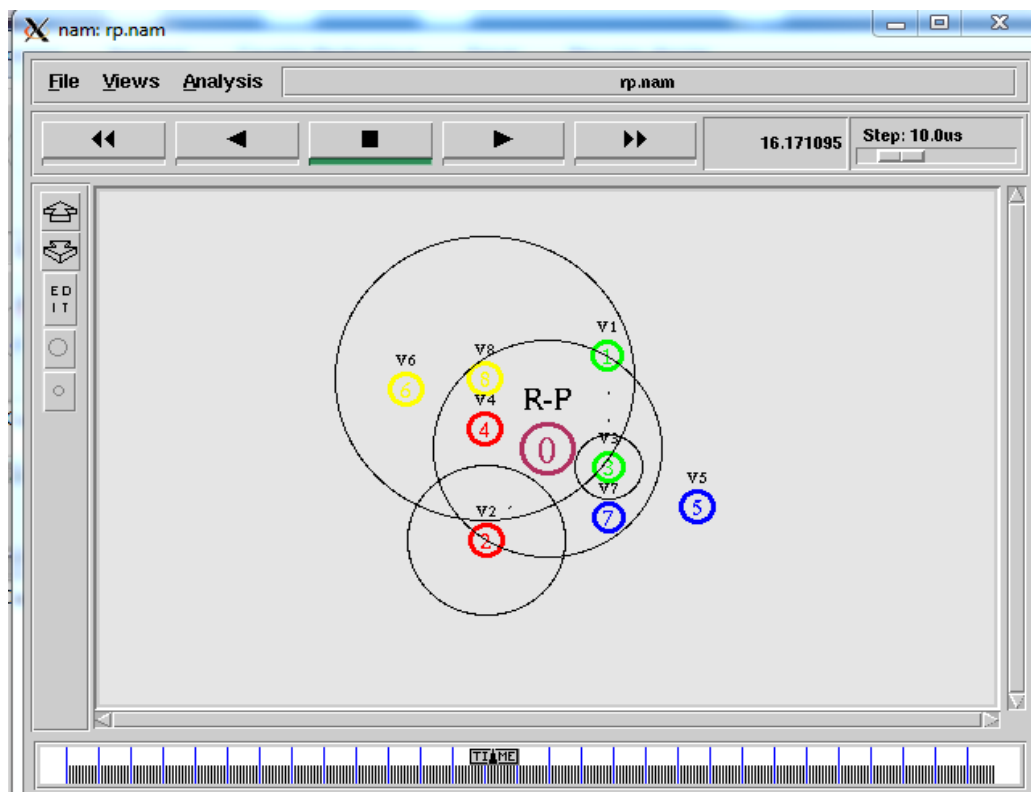 nam: rp.nam
File Views Analysis rp.nam
16.171095 Step: 10.0us
ED
IT
V1
1
V6
6
V8
8
V4
4
R-P
0
V3
3
V5
5
V7
7
V2
2
TIME